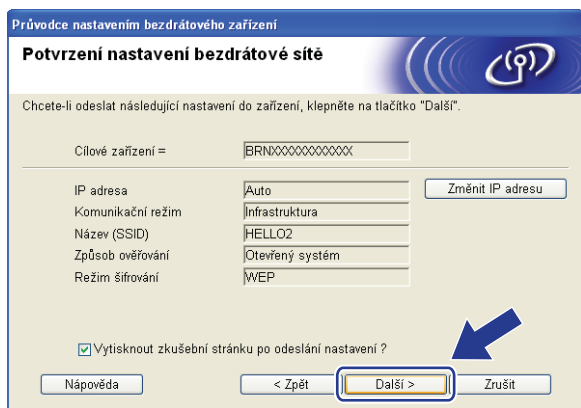 Průvodce nastavením bezdrátového zařízení
Potvrzení nastavení bezdrátové sítě
Chcete-li odeslat následující nastavení do zařízení, klepněte na tlačítko "Další".
Cílové zařízení = BRNXXXXXXXXXXXX
IP adresa Auto Změnit IP adresu
Komunikační režim Infrastruktura
Název (SSID) HELLO2
Způsob ověřování Otevřený systém
Režim šifrování WEP
Vytisknout zkušební stránku po odeslání nastavení ?
Nápověda < Zpět Další > Zrušit